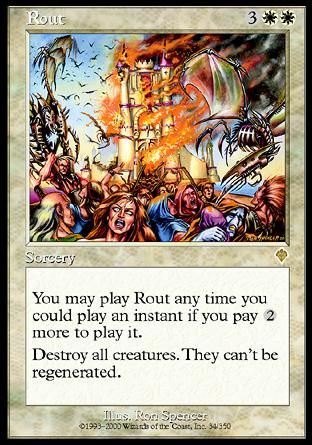 Rout 3
Sorcery
You may play Rout any time you
could play an instant if you pay 2
more to play it.
Destroy all creatures. They can't be
regenerated.
Illus. Ron Spencer
©1993-2000 Wizards of the Coast, Inc. 34/350